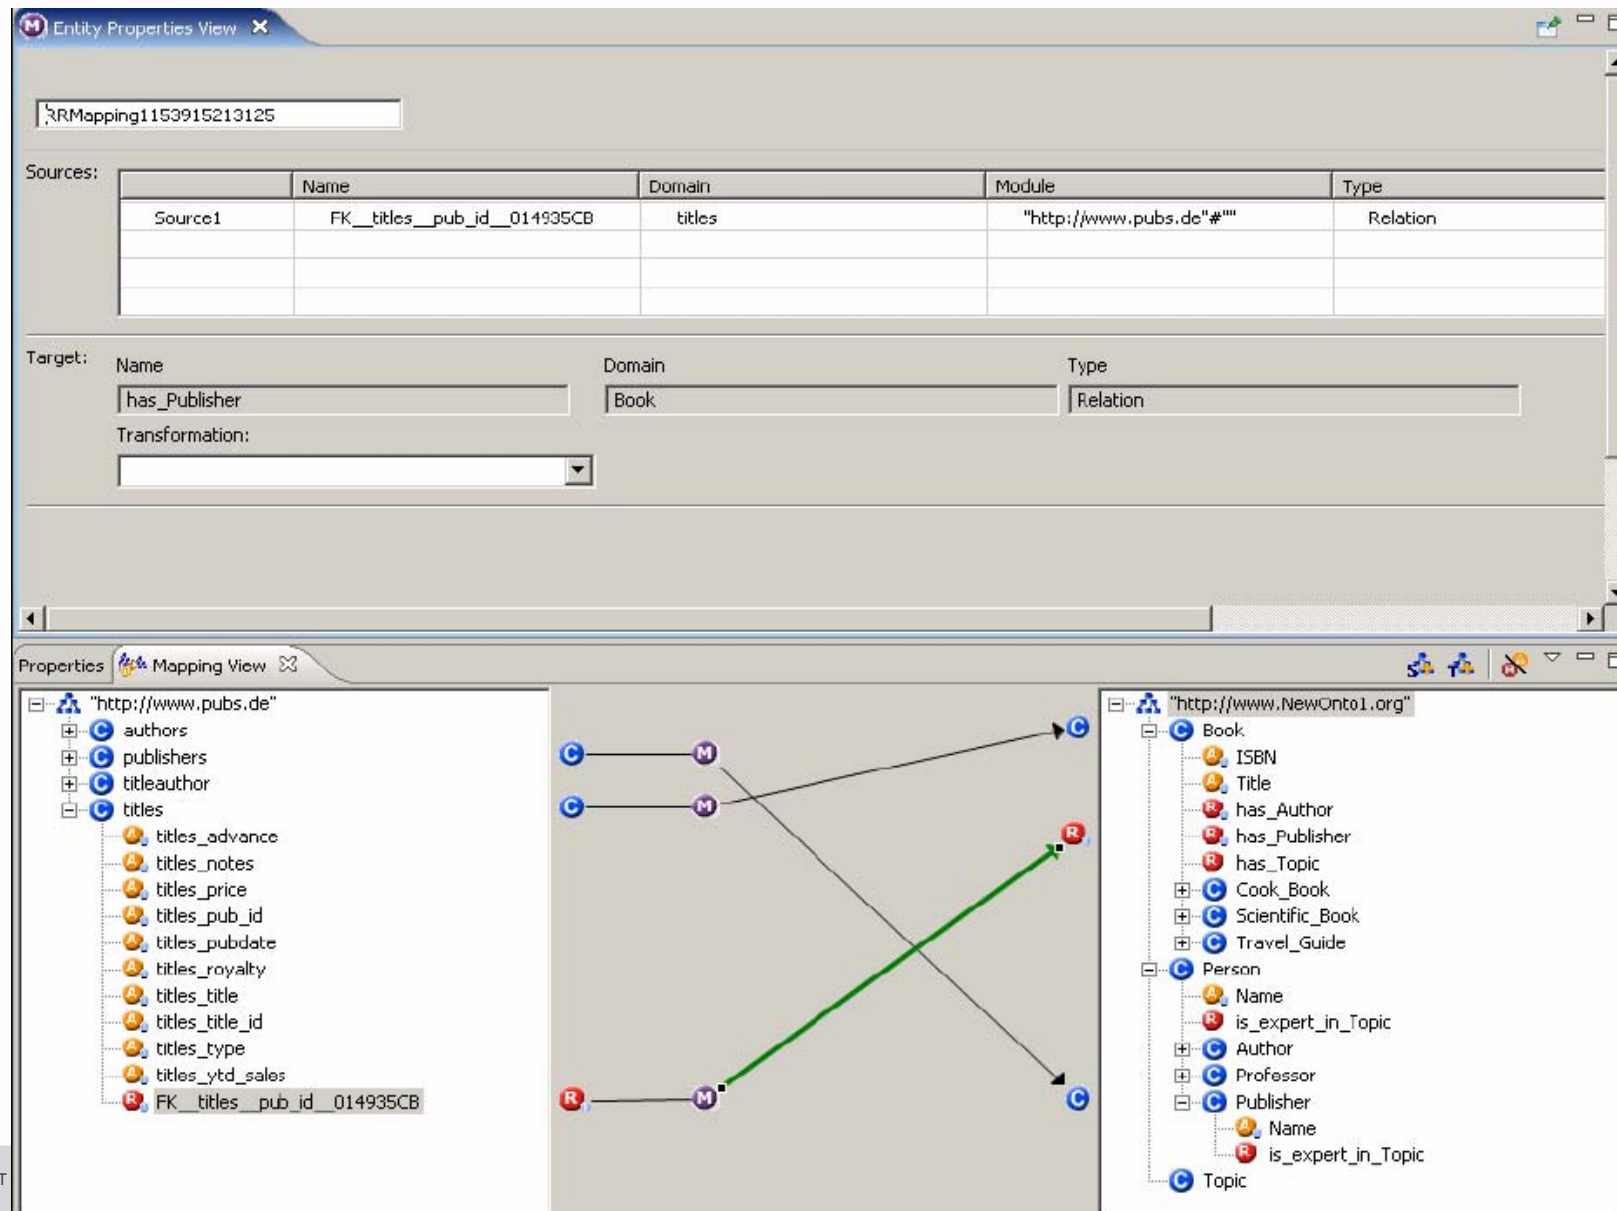 Entity Properties View
RRMapping1153915213125
Sources:
Name Domain Module Type
Source1 FK__titles__pub_id__014935CB titles "http://www.pubs.de"#"" Relation
Target:
Name Domain Type
has_Publisher Book Relation
Transformation:
Properties Mapping View
"http://www.pubs.de"
authors
publishers
titleauthor
titles
titles_advance
titles_notes
titles_price
titles_pub_id
titles_pubdate
titles_royalty
titles_title
titles_title_id
titles_type
titles_ytd_sales
FK__titles__pub_id__014935CB
"http://www.NewOnto1.org"
Book
ISBN
Title
has_Author
has_Publisher
has_Topic
Cook_Book
Scientific_Book
Travel_Guide
Person
Name
is_expert_in_Topic
Author
Professor
Publisher
Name
is_expert_in_Topic
Topic